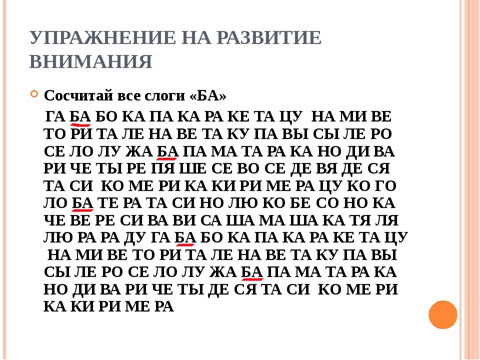 УПРАЖНЕНИЕ НА РАЗВИТИЕ
ВНИМАНИЯ
Сосчитай все слоги «БА»
ГА БА БО КА ПА КА РА КЕ ТА ЦУ НА МИ ВЕ
ТО РИ ТА ЛЕ НА ВЕ ТА КУ ПА ВЫ СЫ ЛЕ РО
СЕ ЛО ЛУ ЖА БА ПА МА ТА РА КА НО ДИ ВА
РИ ЧЕ ТЫ РЕ ПЯ ШЕ СЕ ВО СЕ ДЕ ВЯ ДЕ СЯ
ТА СИ КО МЕ РИ КА КИ РИ МЕ РА ЦУ КО ГО
ЛО БА ТЕ РА ТА СИ НО ЛЮ КО БЕ СО НО КА
ЧЕ ВЕ РЕ СИ ВА ВИ СА ША МА ША КА ТЯ ЛЯ
ЛЮ РА РА ДУ ГА БА БО КА ПА КА РА КЕ ТА ЦУ
НА МИ ВЕ ТО РИ ТА ЛЕ НА ВЕ ТА КУ ПА ВЫ
СЫ ЛЕ РО СЕ ЛО ЛУ ЖА БА ПА МА ТА РА КА
НО ДИ ВА РИ ЧЕ ТЫ ДЕ СЯ ТА СИ КО МЕ РИ
КА КИ РИ МЕ РА